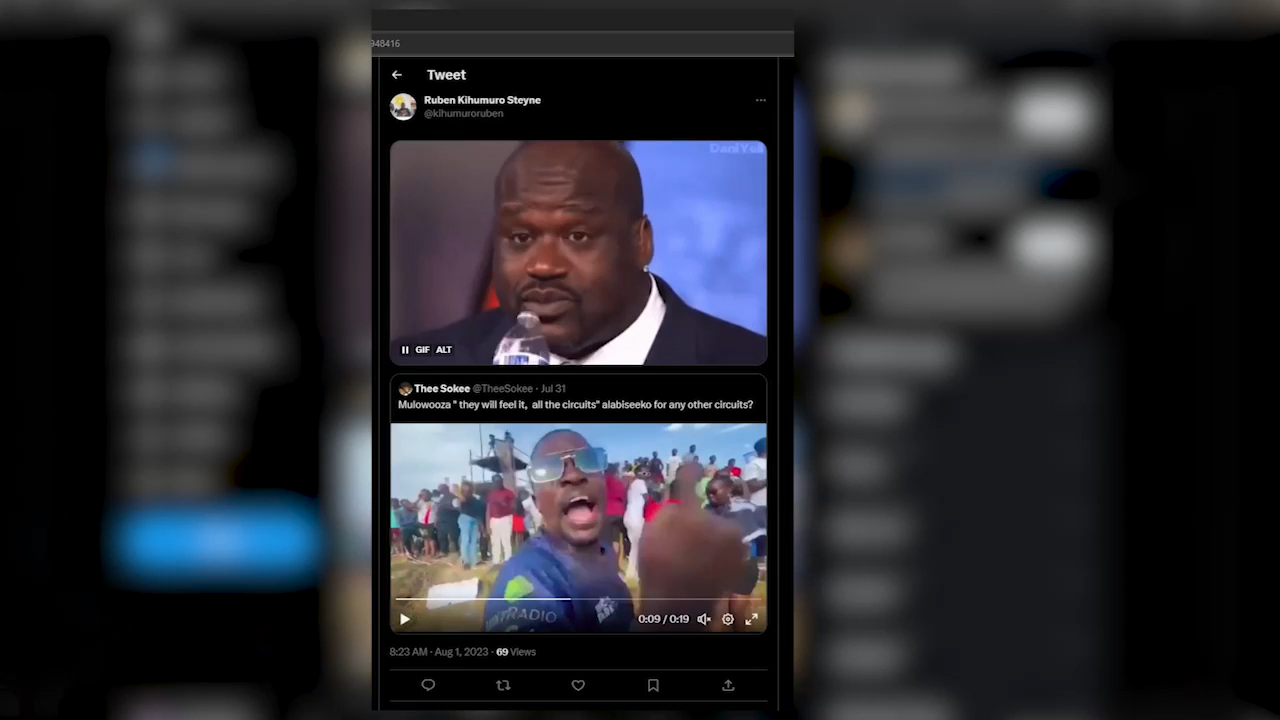 948416
Tweet
Ruben Kihumuro Steyne
@kihumuroruben
DaniYea
GIF ALT
Thee Sokee @TheeSokee · Jul 31
Mulowooza " they will feel it, all the circuits" alabiseeko for any other circuits?
RADIO
0:09 / 0:19
8:23 AM · Aug 1, 2023 · 69 Views